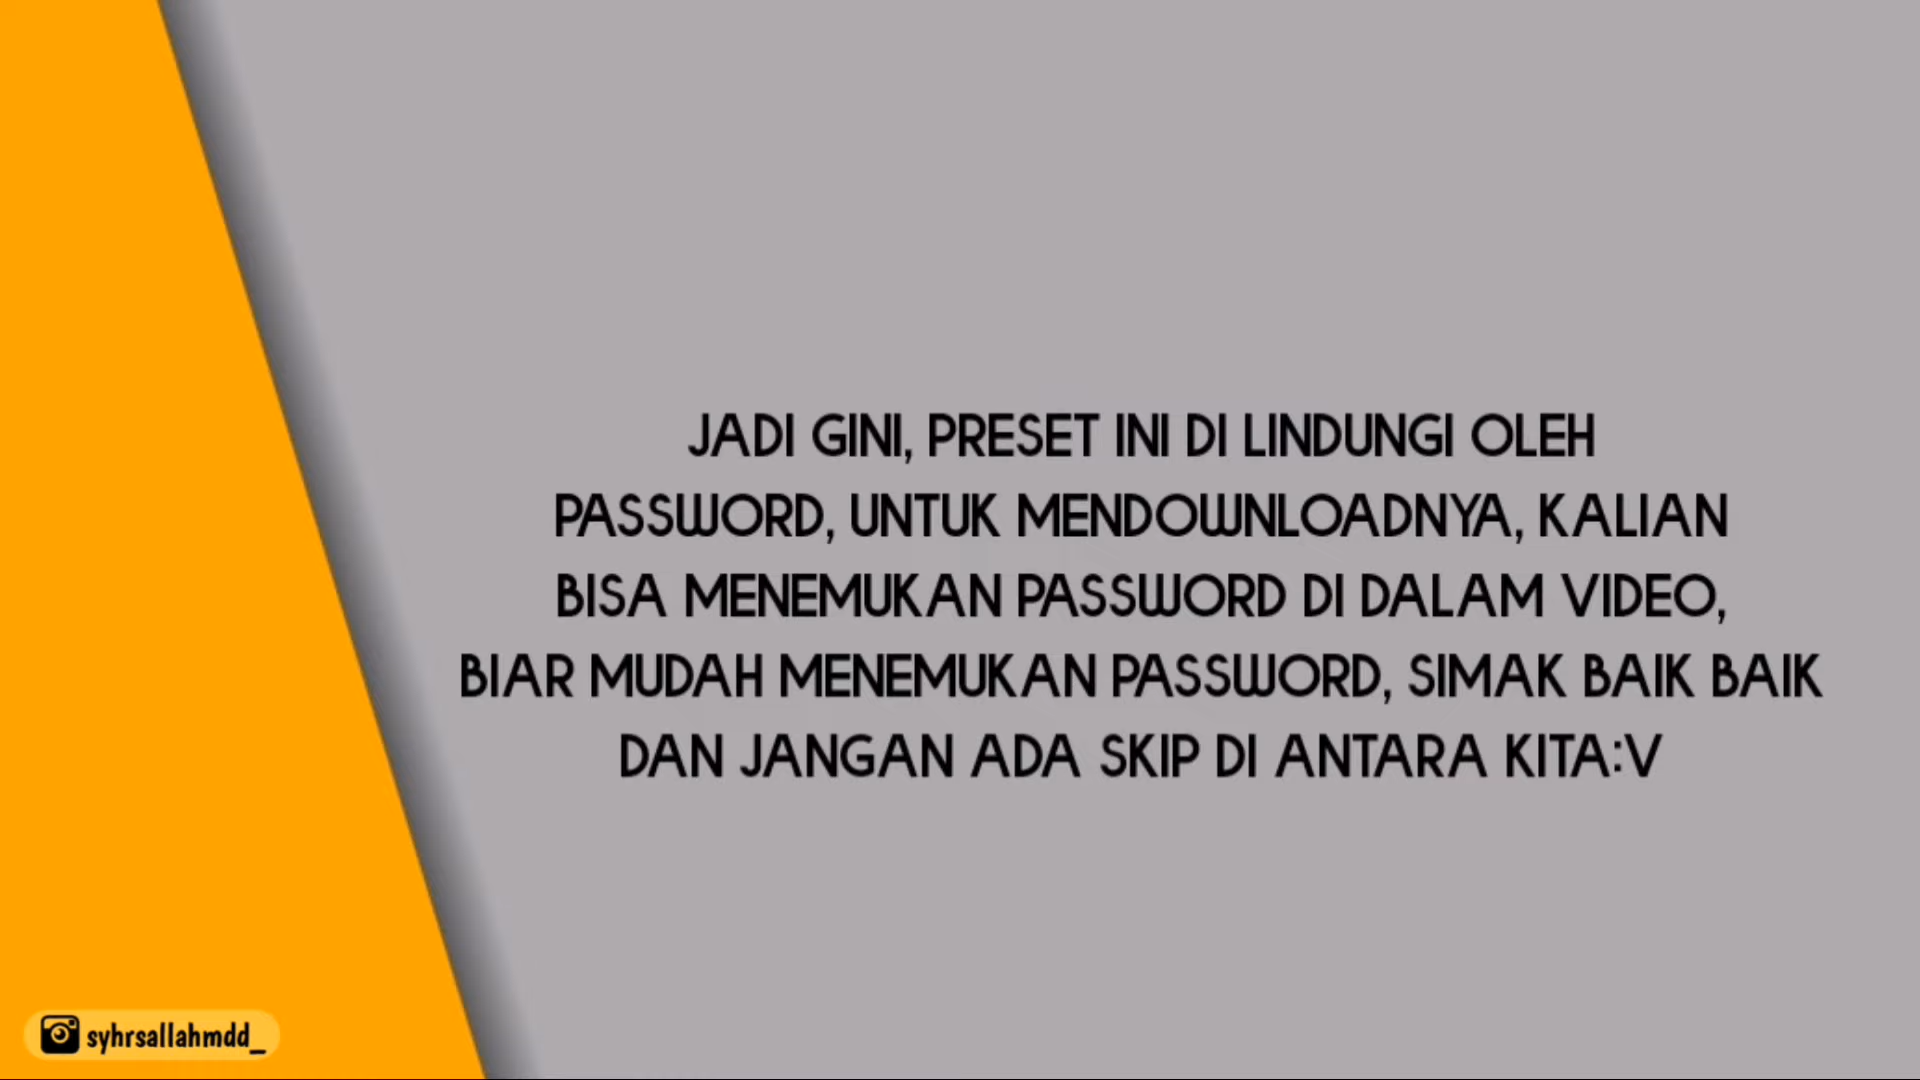 JADI GINI, PRESET INI DI LINDUNGI OLEH
PASSWORD, UNTUK MENDOWNLOADNYA, KALIAN
BISA MENEMUKAN PASSWORD DI DALAM VIDEO,
BIAR MUDAH MENEMUKAN PASSWORD, SIMAK BAIK BAIK
DAN JANGAN ADA SKIP DI ANTARA KITA:V
syhrsallahmdd_